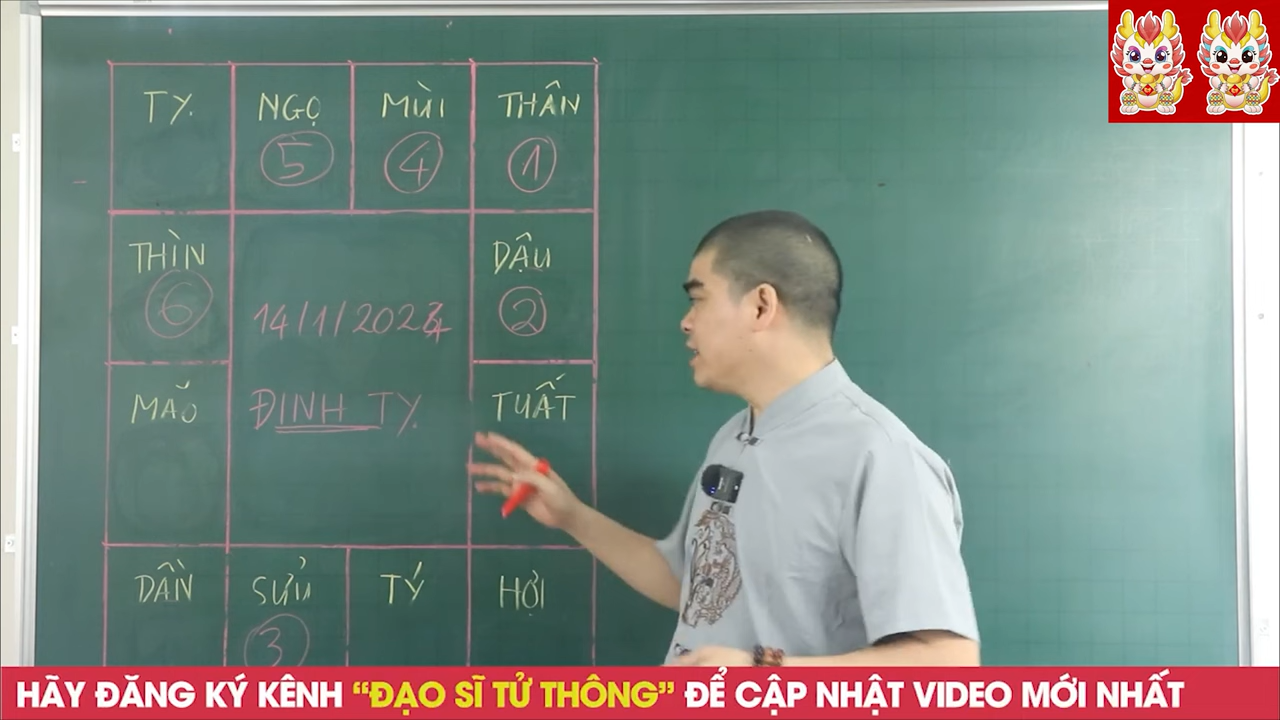 TỴ NGỌ MÙI THÂN
5 4 1
THÌN DẬU
6 2
14/1/2024
MÃO ĐINH TỴ TUẤT
DẦN SỬU TÝ HỢI
3
HÃY ĐĂNG KÝ KÊNH “ĐẠO SĨ TỬ THÔNG” ĐỂ CẬP NHẬT VIDEO MỚI NHẤT